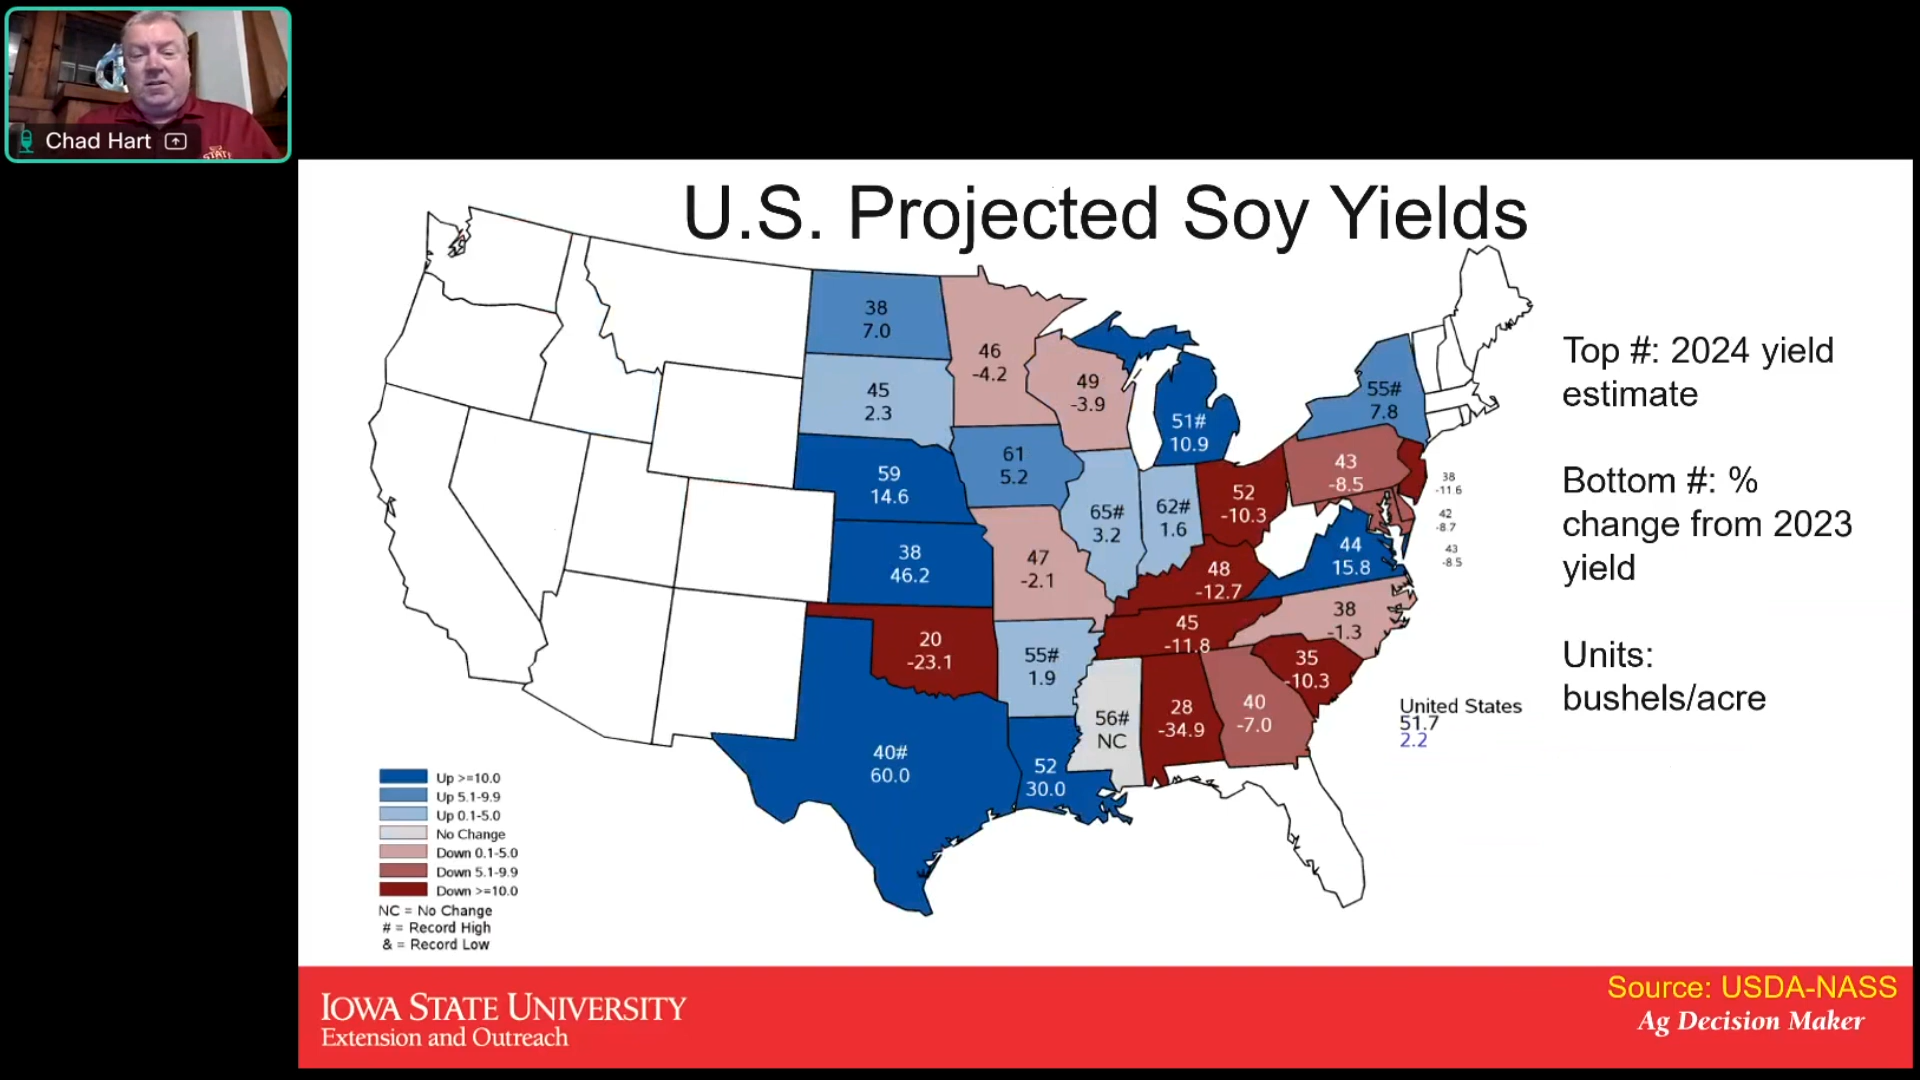 Chad Hart
STATE
U.S. Projected Soy Yields
38
7.0
46
-4.2
45
2.3
49
-3.9
51#
10.9
55#
7.8
59
14.6
61
5.2
65#
3.2
62#
1.6
52
-10.3
43
-8.5
38
-11.6
42
-8.7
43
-8.5
38
46.2
47
-2.1
48
-12.7
44
15.8
20
-23.1
55#
1.9
45
-11.8
38
-1.3
35
-10.3
56#
NC
28
-34.9
40
-7.0
40#
60.0
52
30.0
United States
51.7
2.2
Top #: 2024 yield
estimate
Bottom #: %
change from 2023
yield
Units:
bushels/acre
Up >=10.0
Up 5.1-9.9
Up 0.1-5.0
No Change
Down 0.1-5.0
Down 5.1-9.9
Down >=10.0
NC = No Change
# = Record High
& = Record Low
IOWA STATE UNIVERSITY
Extension and Outreach
Source: USDA-NASS
Ag Decision Maker